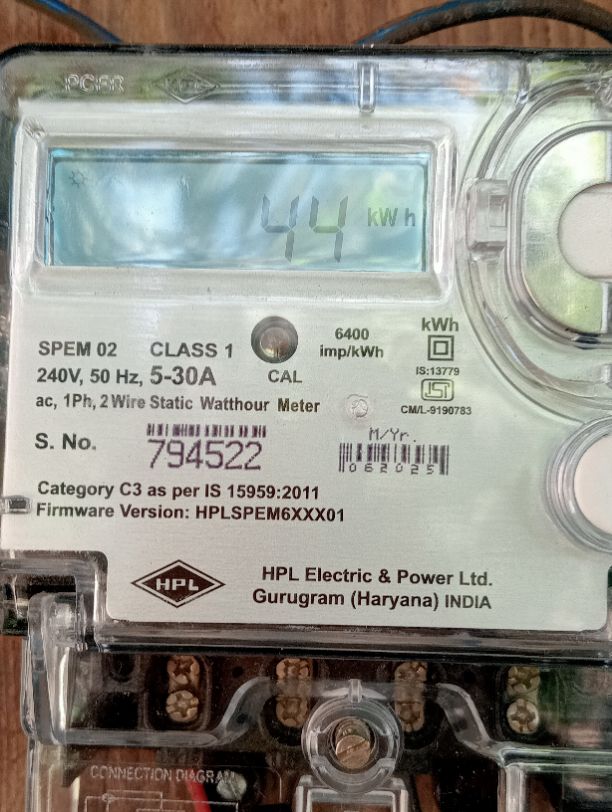 HPL
44 kWh
SPEM 02 CLASS 1
6400
imp/kWh
kWh
240V, 50 Hz, 5-30A
CAL
IS:13779
ac, 1Ph, 2 Wire Static Watthour Meter
CM/L-9190783
S. No. 794522
M/Yr.
062025
Category C3 as per IS 15959:2011
Firmware Version: HPLSPEM6XXX01
HPL
HPL Electric & Power Ltd.
Gurugram (Haryana) INDIA
CONNECTION DIAGRAM